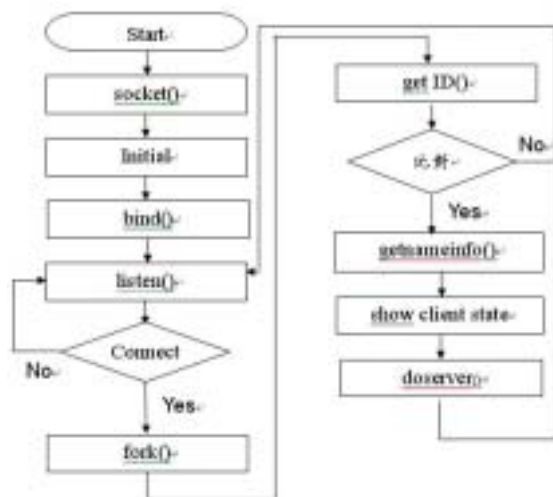 Start
socket()
Initial
bind()
listen()
Connect
No
Yes
fork()
get ID()
No
Yes
getnameinfo()
show client state
doserver()